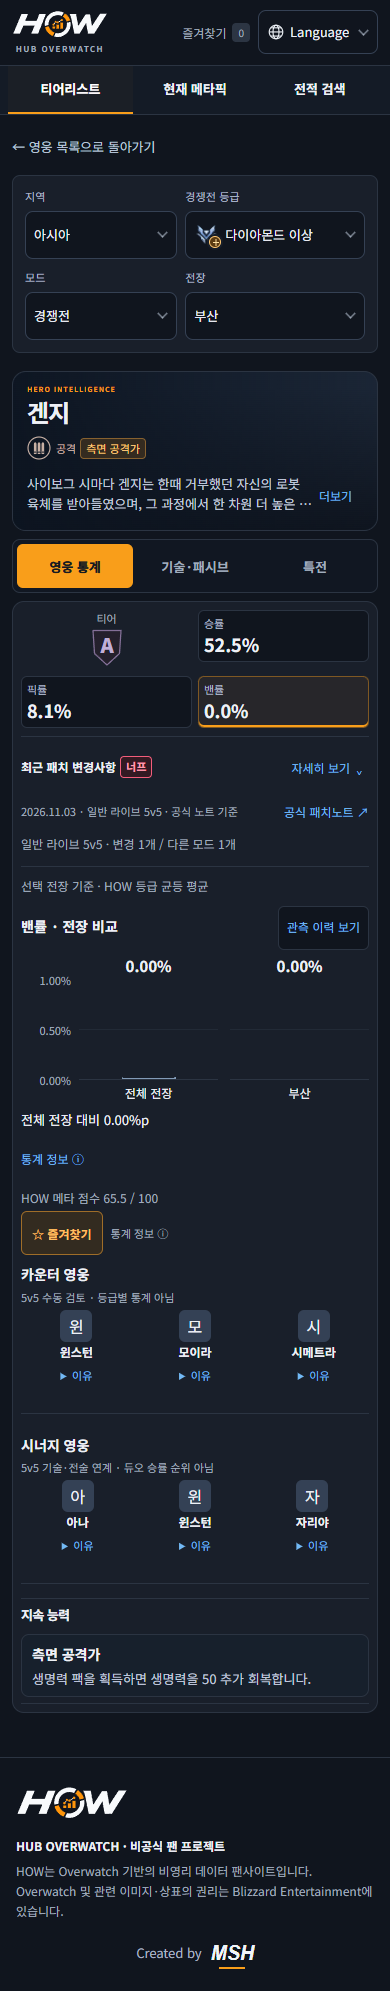 HOW
HUB OVERWATCH
즐겨찾기 0
Language
티어리스트 현재 메타픽 전적 검색
← 영웅 목록으로 돌아가기
지역 경쟁전 등급
아시아 다이아몬드 이상
모드 전장
경쟁전 부산
HERO INTELLIGENCE
겐지
공격 측면 공격가
사이보그 시마다 겐지는 한때 거부했던 자신의 로봇
육체를 받아들였으며, 그 과정에서 한 차원 더 높은 … 더보기
영웅 통계 기술·패시브 특전
티어 승률
A 52.5%
픽률 밴률
8.1% 0.0%
최근 패치 변경사항 너프 자세히 보기 ⌄
2026.11.03 · 일반 라이브 5v5 · 공식 노트 기준 공식 패치노트 ↗
일반 라이브 5v5 · 변경 1개 / 다른 모드 1개
선택 전장 기준 · HOW 등급 균등 평균
밴률 · 전장 비교 관측 이력 보기
0.00% 0.00%
1.00%
0.50%
0.00%
전체 전장 부산
전체 전장 대비 0.00%p
통계 정보 ⓘ
HOW 메타 점수 65.5 / 100
☆ 즐겨찾기 통계 정보 ⓘ
카운터 영웅
5v5 수동 검토 · 등급별 통계 아님
윈 모 시
윈스턴 모이라 시메트라
▶ 이유 ▶ 이유 ▶ 이유
시너지 영웅
5v5 기술·전술 연계 · 듀오 승률 순위 아님
아 윈 자
아나 윈스턴 자리야
▶ 이유 ▶ 이유 ▶ 이유
지속 능력
측면 공격가
생명력 팩을 획득하면 생명력을 50 추가 회복합니다.
HOW
HUB OVERWATCH · 비공식 팬 프로젝트
HOW는 Overwatch 기반의 비영리 데이터 팬사이트입니다.
Overwatch 및 관련 이미지·상표의 권리는 Blizzard Entertainment에
있습니다.
Created by MSH